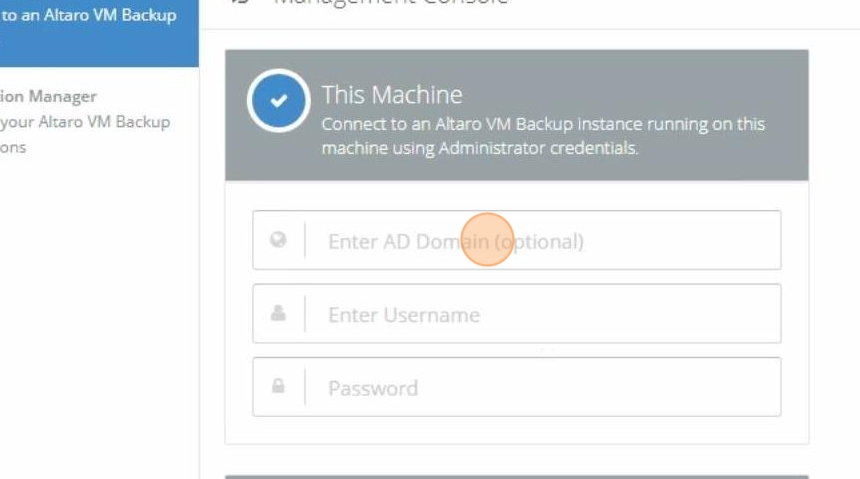 to an Altaro VM Backup
Management Console
ion Manager
your Altaro VM Backup
ons
This Machine
Connect to an Altaro VM Backup instance running on this
machine using Administrator credentials.
Enter AD Domain (optional)
Enter Username
Password